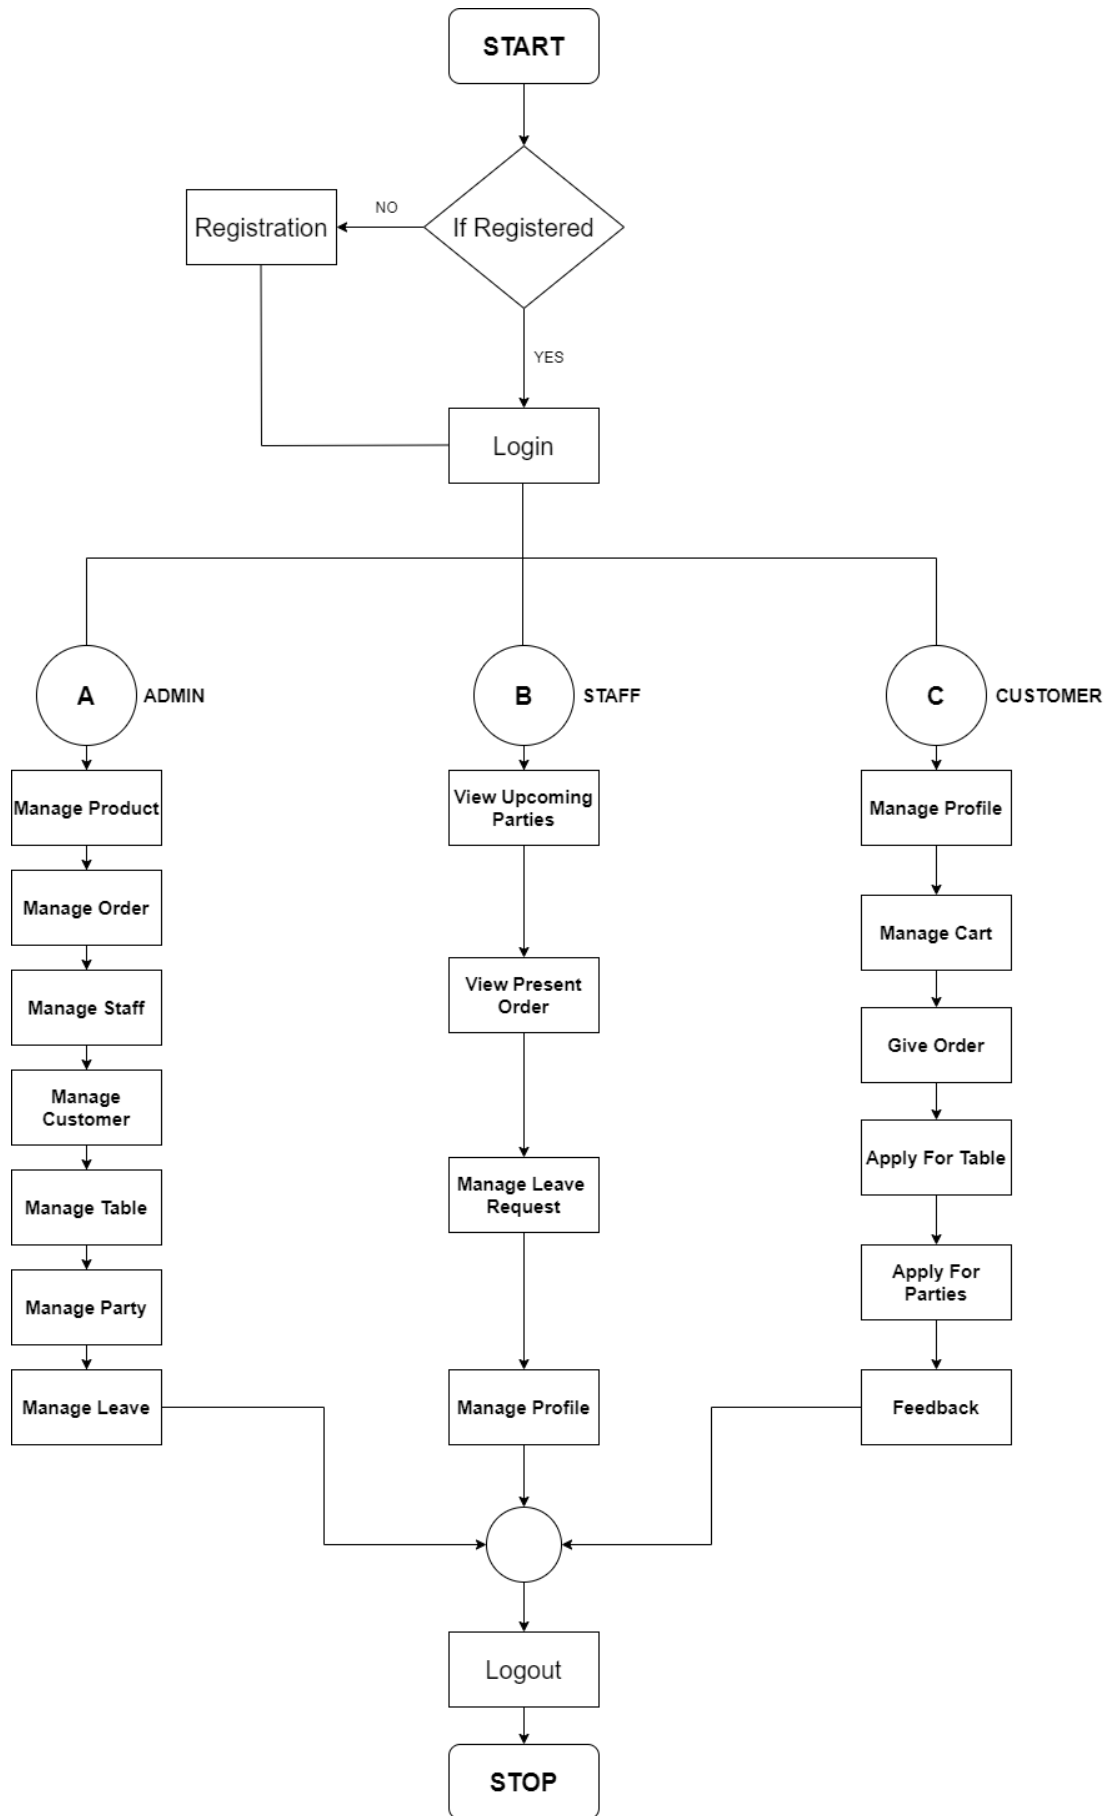 START
If Registered
NO
Registration
YES
Login
A
ADMIN
B
STAFF
C
CUSTOMER
Manage Product
Manage Order
Manage Staff
Manage
Customer
Manage Table
Manage Party
Manage Leave
View Upcoming
Parties
View Present
Order
Manage Leave
Request
Manage Profile
Manage Profile
Manage Cart
Give Order
Apply For Table
Apply For
Parties
Feedback
Logout
STOP